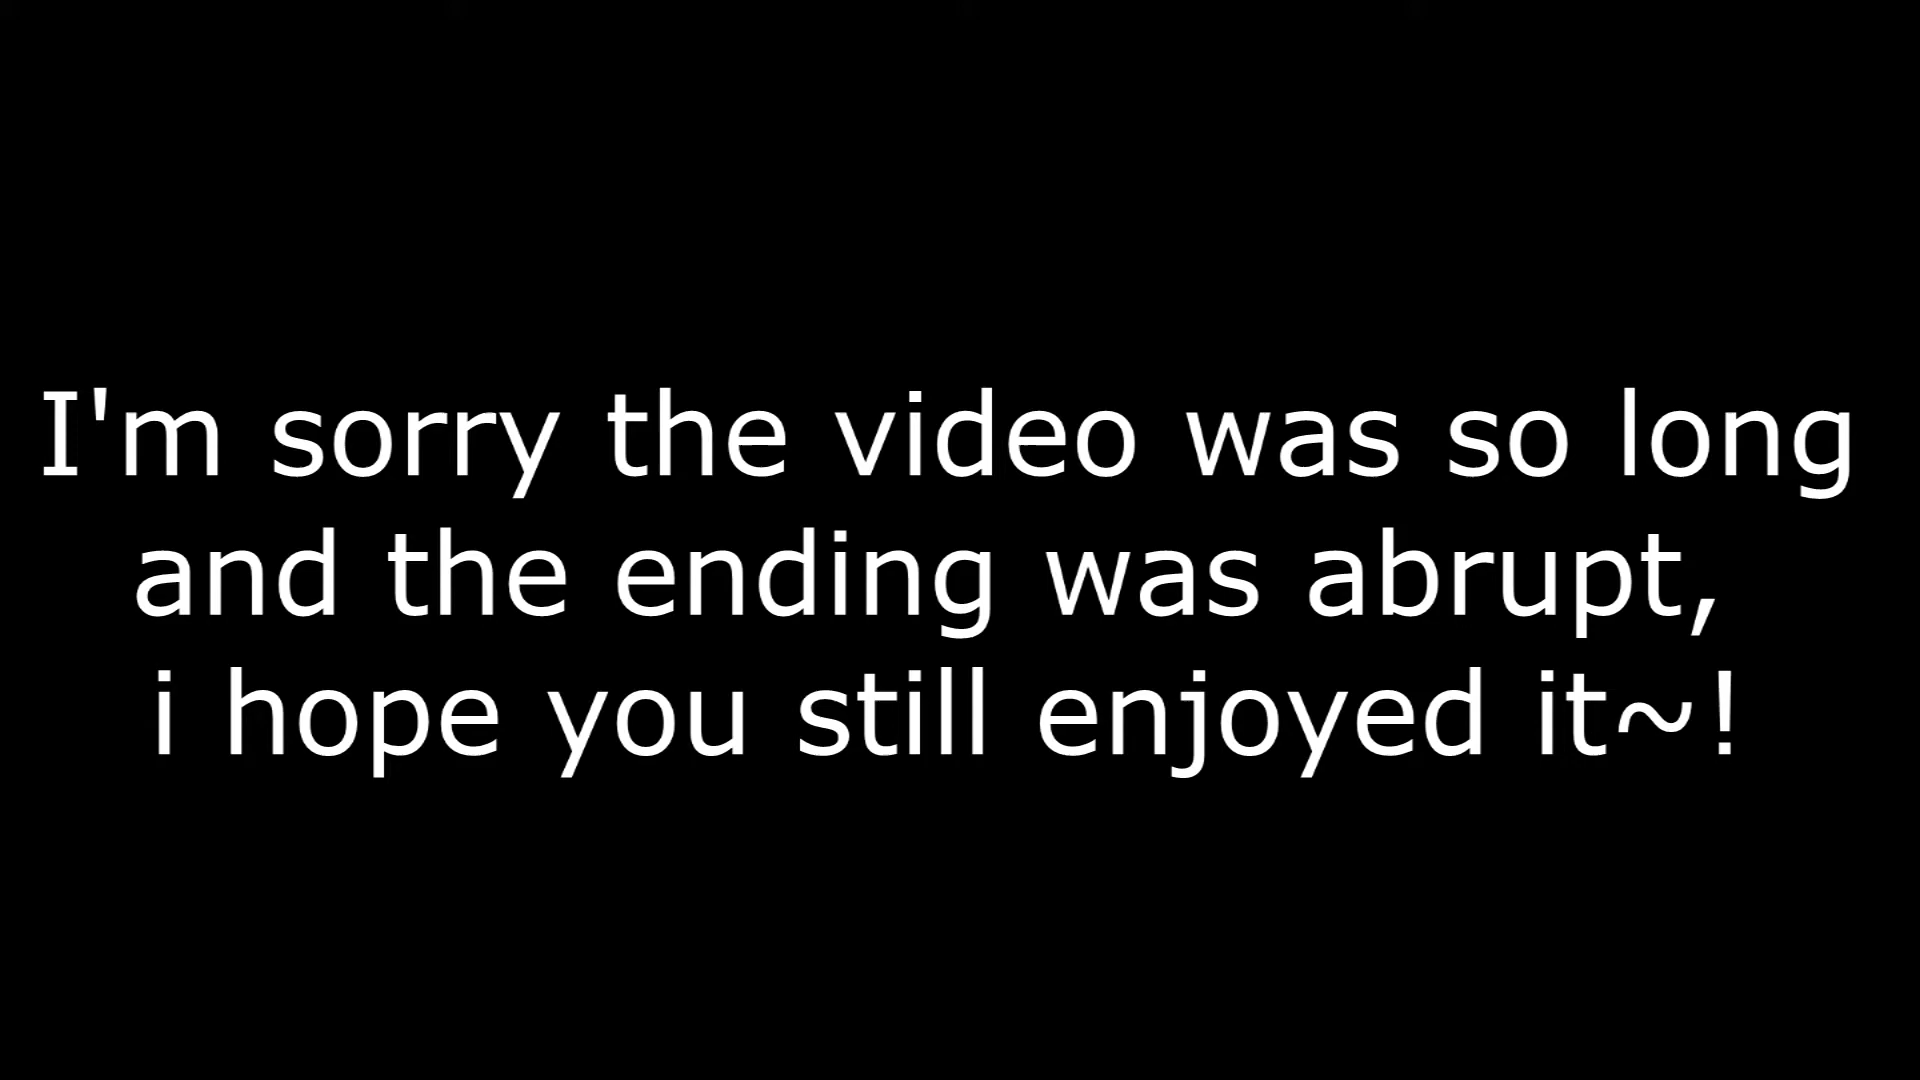 I'm sorry the video was so long
and the ending was abrupt,
i hope you still enjoyed it~!